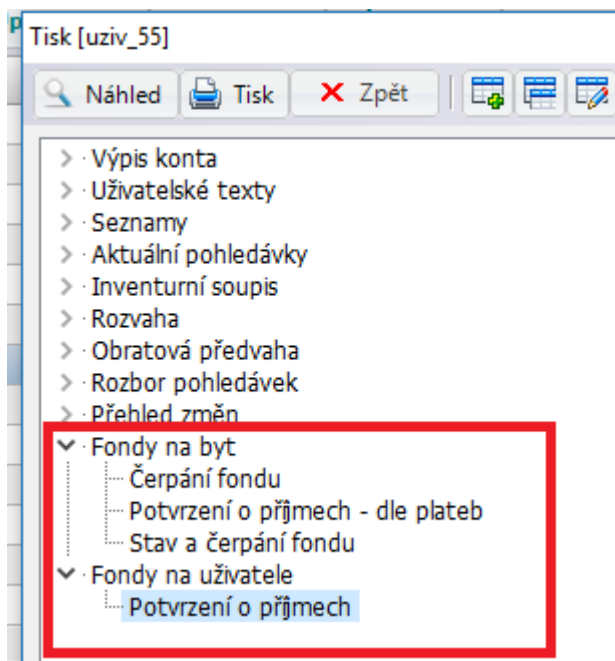 Tisk [uziv_55]
Náhled Tisk Zpět
Výpis konta
Uživatelské texty
Seznamy
Aktuální pohledávky
Inventurní soupis
Rozvaha
Obratová předvaha
Rozbor pohledávek
Přehled změn
Fondy na byt
Čerpání fondu
Potvrzení o příjmech - dle plateb
Stav a čerpání fondu
Fondy na uživatele
Potvrzení o příjmech